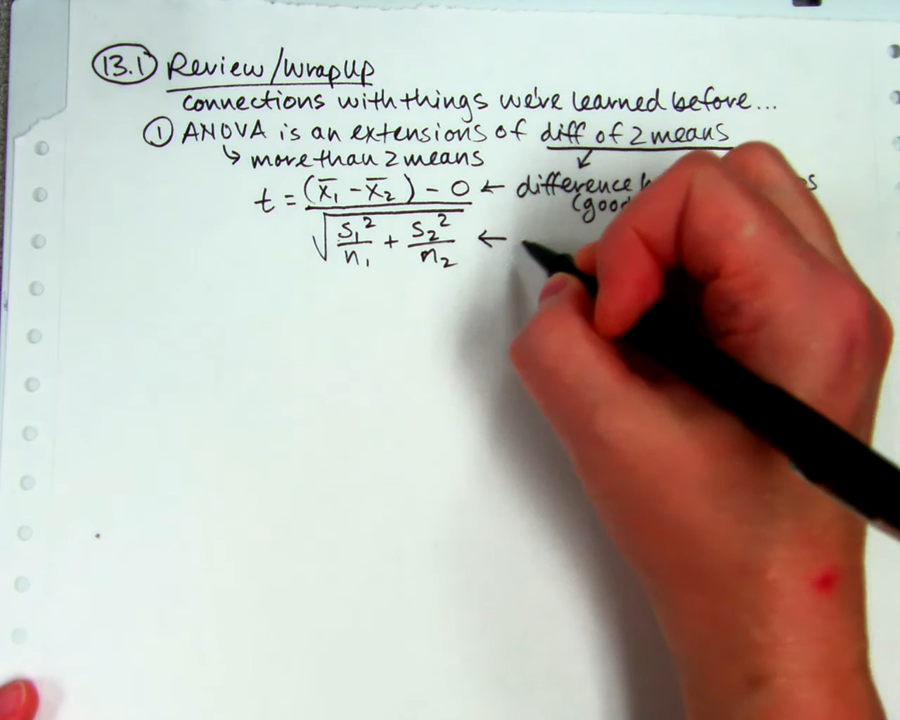 13.1 Review/Wrapup
connections with things we've learned before...
① ANOVA is an extensions of diff of 2 means
↳ more than 2 means ↙
t = (x̄₁ - x̄₂) - 0 ← difference
(good
√ s₁²/n₁ + s₂²/n₂ ←